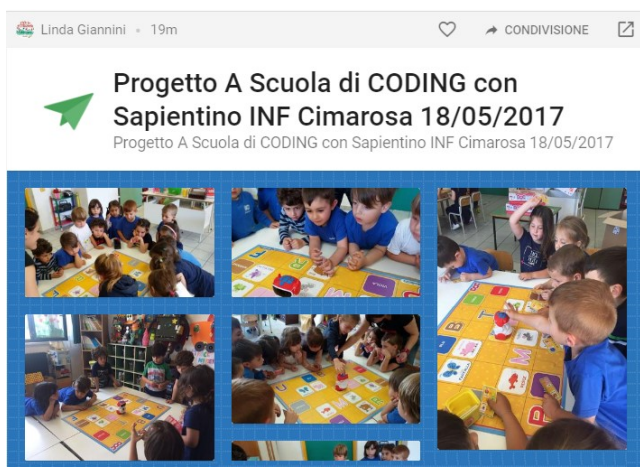 Linda Giannini • 19m
CONDIVISIONE
Progetto A Scuola di CODING con
Sapientino INF Cimarosa 18/05/2017
Progetto A Scuola di CODING con Sapientino INF Cimarosa 18/05/2017